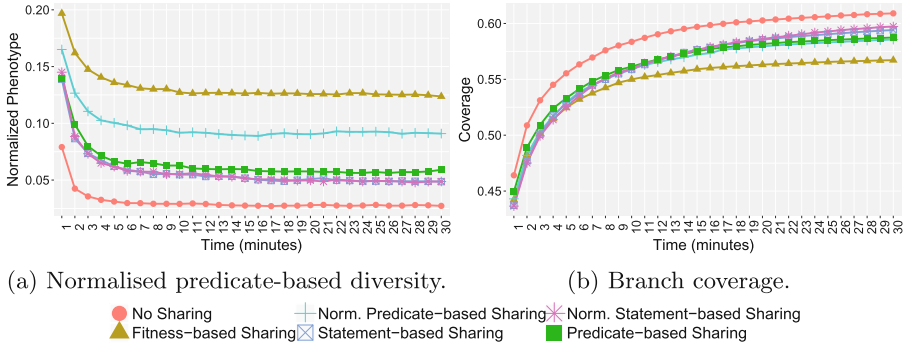 0.20
0.15
0.10
0.05
Normalized Phenotype
1 2 3 4 5 6 7 8 9 10 11 12 13 14 15 16 17 18 19 20 21 22 23 24 25 26 27 28 29 30
Time (minutes)
0.60
0.55
0.50
0.45
Coverage
1 2 3 4 5 6 7 8 9 10 11 12 13 14 15 16 17 18 19 20 21 22 23 24 25 26 27 28 29 30
Time (minutes)
(a) Normalised predicate-based diversity.
(b) Branch coverage.
No Sharing Norm. Predicate-based Sharing Norm. Statement-based Sharing
Fitness-based Sharing Statement-based Sharing Predicate-based Sharing